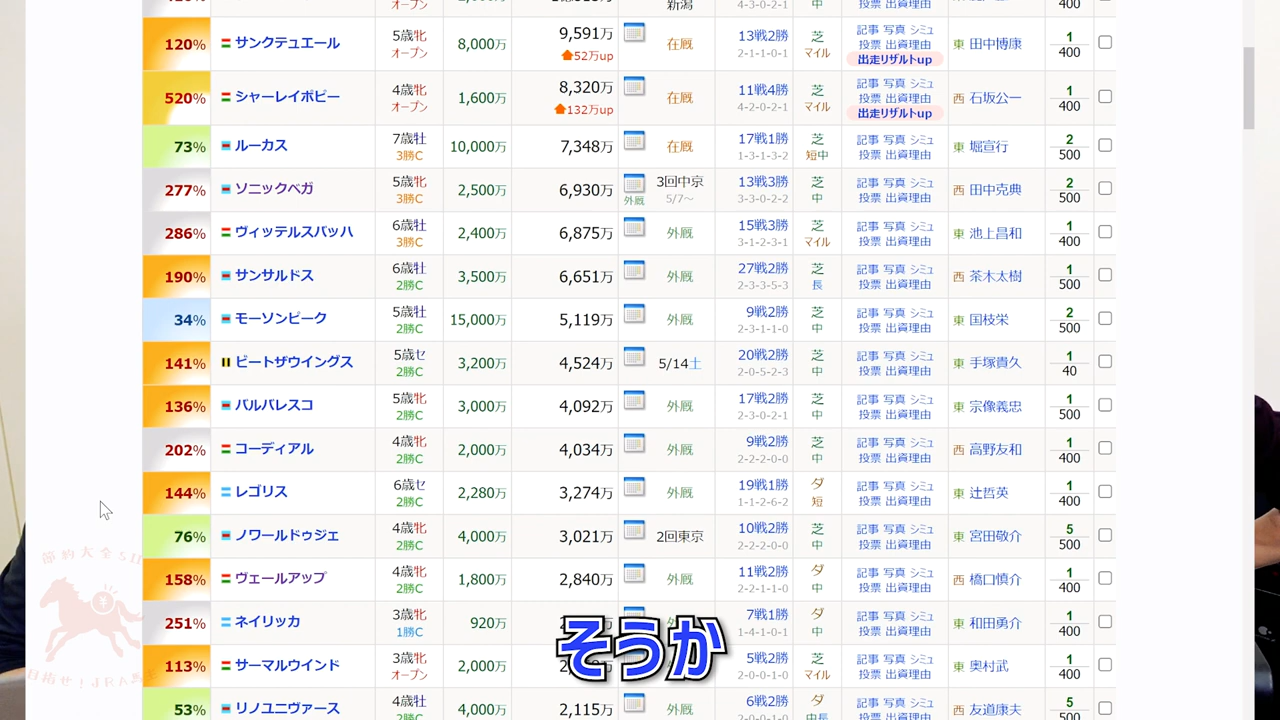 オープン 新潟 4-3-0-2-1 中 投票 出資理由 400
120% サンクテュエール 5歳牝 オープン 8,000万 9,591万 52万up 在厩 13戦2勝 2-1-1-0-1 芝 マイル 記事 写真 シミュ 投票 出資理由 出走リザルトup 東 田中博康 1 400
520% シャーレイポピー 4歳牝 オープン 1,600万 8,320万 132万up 在厩 11戦4勝 4-2-0-2-1 芝 マイル 記事 写真 シミュ 投票 出資理由 出走リザルトup 西 石坂公一 1 400
73% ルーカス 7歳牡 3勝C 10,000万 7,348万 在厩 17戦1勝 1-3-1-3-2 芝 短中 記事 写真 シミュ 投票 出資理由 東 堀宣行 2 500
277% ソニックベガ 5歳牝 3勝C 2,500万 6,930万 外厩 3回中京 5/7～ 13戦3勝 3-3-0-2-2 芝 中 記事 写真 シミュ 投票 出資理由 西 田中克典 2 500
286% ヴィッテルスバッハ 6歳牡 3勝C 2,400万 6,875万 外厩 15戦3勝 3-1-2-3-1 芝 マイル 記事 写真 シミュ 投票 出資理由 東 池上昌和 1 400
190% サンサルドス 6歳牡 2勝C 3,500万 6,651万 外厩 27戦2勝 2-3-3-5-3 芝 長 記事 写真 シミュ 投票 出資理由 西 茶木太樹 1 500
34% モーソンピーク 5歳牡 2勝C 15,000万 5,119万 外厩 9戦2勝 2-3-1-1-0 芝 中 記事 写真 シミュ 投票 出資理由 東 国枝栄 2 500
141% ビートザウイングス 5歳セ 2勝C 3,200万 4,524万 5/14土 20戦2勝 2-0-5-2-3 芝 中 記事 写真 シミュ 投票 出資理由 東 手塚貴久 1 40
136% バルバレスコ 5歳牝 2勝C 3,000万 4,092万 外厩 17戦2勝 2-3-0-2-1 芝 中 記事 写真 シミュ 投票 出資理由 東 宗像義忠 1 500
202% コーディアル 4歳牝 2勝C 2,000万 4,034万 外厩 9戦2勝 2-2-2-0-0 芝 中 記事 写真 シミュ 投票 出資理由 西 高野友和 1 400
144% レゴリス 6歳セ 2勝C 2,280万 3,274万 外厩 19戦1勝 1-1-2-6-2 ダ 短 記事 写真 シミュ 投票 出資理由 東 辻哲英 1 400
76% ノワールドゥジェ 4歳牝 2勝C 4,000万 3,021万 2回東京 10戦2勝 2-2-2-0-0 芝 中 記事 写真 シミュ 投票 出資理由 東 宮田敬介 5 500
158% ヴェールアップ 4歳牝 2勝C 1,800万 2,840万 外厩 11戦2勝 2-2-1-1-0 ダ 中 記事 写真 シミュ 投票 出資理由 西 橋口慎介 1 400
251% ネイリッカ 3歳牝 1勝C 920万 7戦1勝 1-4-1-0-1 ダ 中 記事 写真 シミュ 投票 出資理由 東 和田勇介 1 400
113% サーマルウインド 3歳牝 オープン 2,000万 5戦2勝 2-0-0-1-0 芝 マイル 記事 写真 シミュ 投票 出資理由 東 奥村武 1 400
53% リノユニヴァース 4歳牡 2勝C 4,000万 2,115万 外厩 6戦2勝 ダ 中長 記事 写真 シミュ 投票 出資理由 西 友道康夫 5 500
そうか
目指せ!JRA馬主